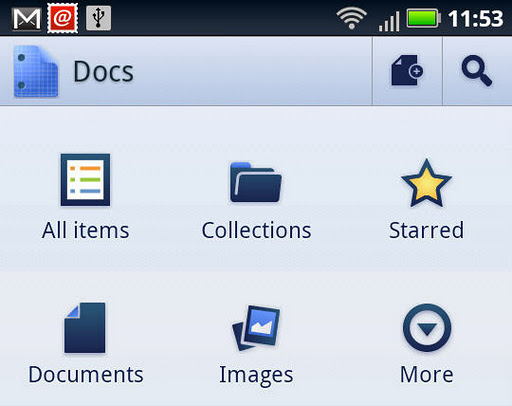 11:53
Docs
All items Collections Starred
Documents Images More